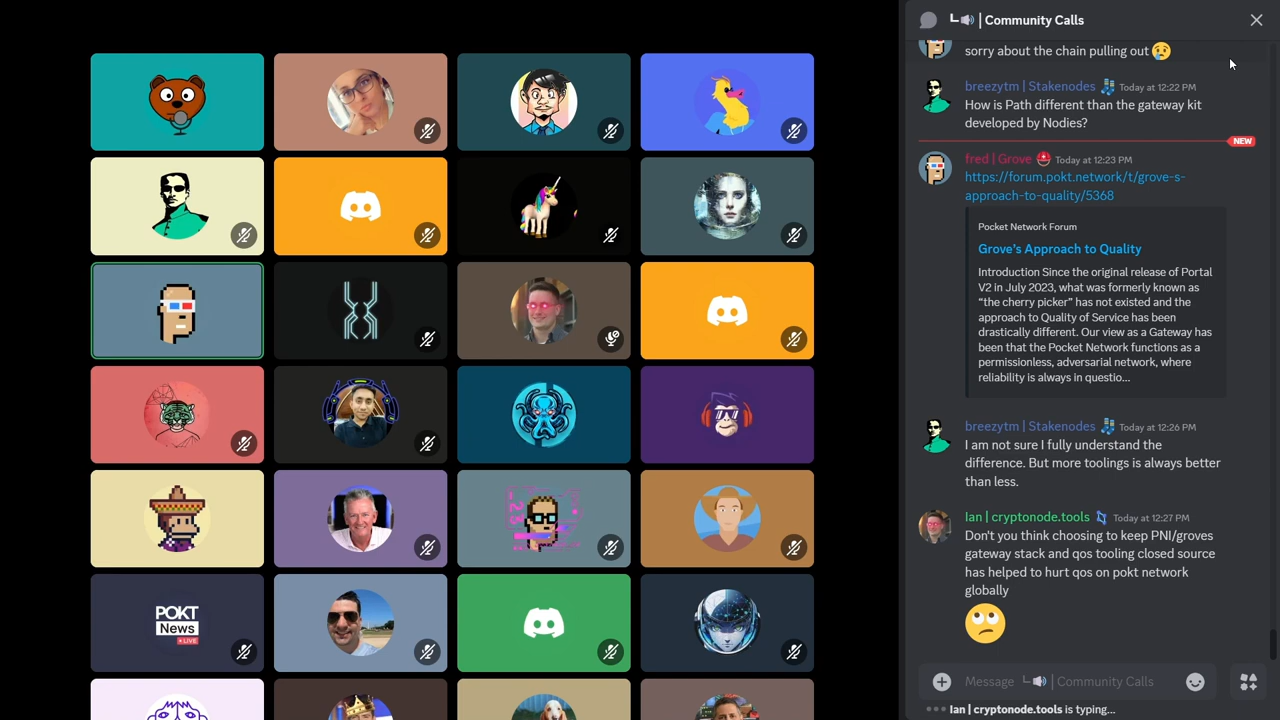 Community Calls
sorry about the chain pulling out
breezytm | Stakenodes Today at 12:22 PM
How is Path different than the gateway kit
developed by Nodies?
NEW
fred | Grove Today at 12:23 PM
https://forum.pokt.network/t/grove-s-
approach-to-quality/5368
Pocket Network Forum
Grove's Approach to Quality
Introduction Since the original release of Portal
V2 in July 2023, what was formerly known as
“the cherry picker” has not existed and the
approach to Quality of Service has been
drastically different. Our view as a Gateway has
been that the Pocket Network functions as a
permissionless, adversarial network, where
reliability is always in questio...
breezytm | Stakenodes Today at 12:26 PM
I am not sure I fully understand the
difference. But more toolings is always better
than less.
Ian | cryptonode.tools Today at 12:27 PM
Don't you think choosing to keep PNI/groves
gateway stack and qos tooling closed source
has helped to hurt qos on pokt network
globally
Message Community Calls
Ian | cryptonode.tools is typing...
POKT
News
LIVE